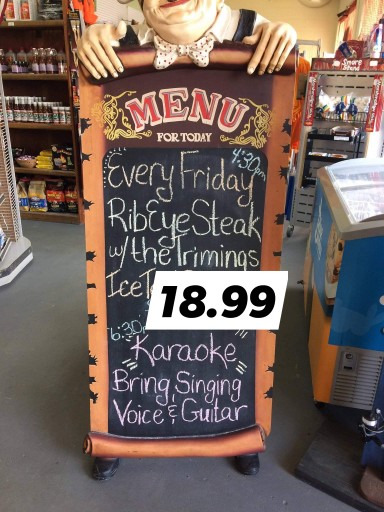 MENU
FOR TODAY
4:30pm
Every Friday
RibEye Steak
w/the Trimings
Ice
18.99
6:30
Karaoke
Bring, Singing
Voice & Guitar